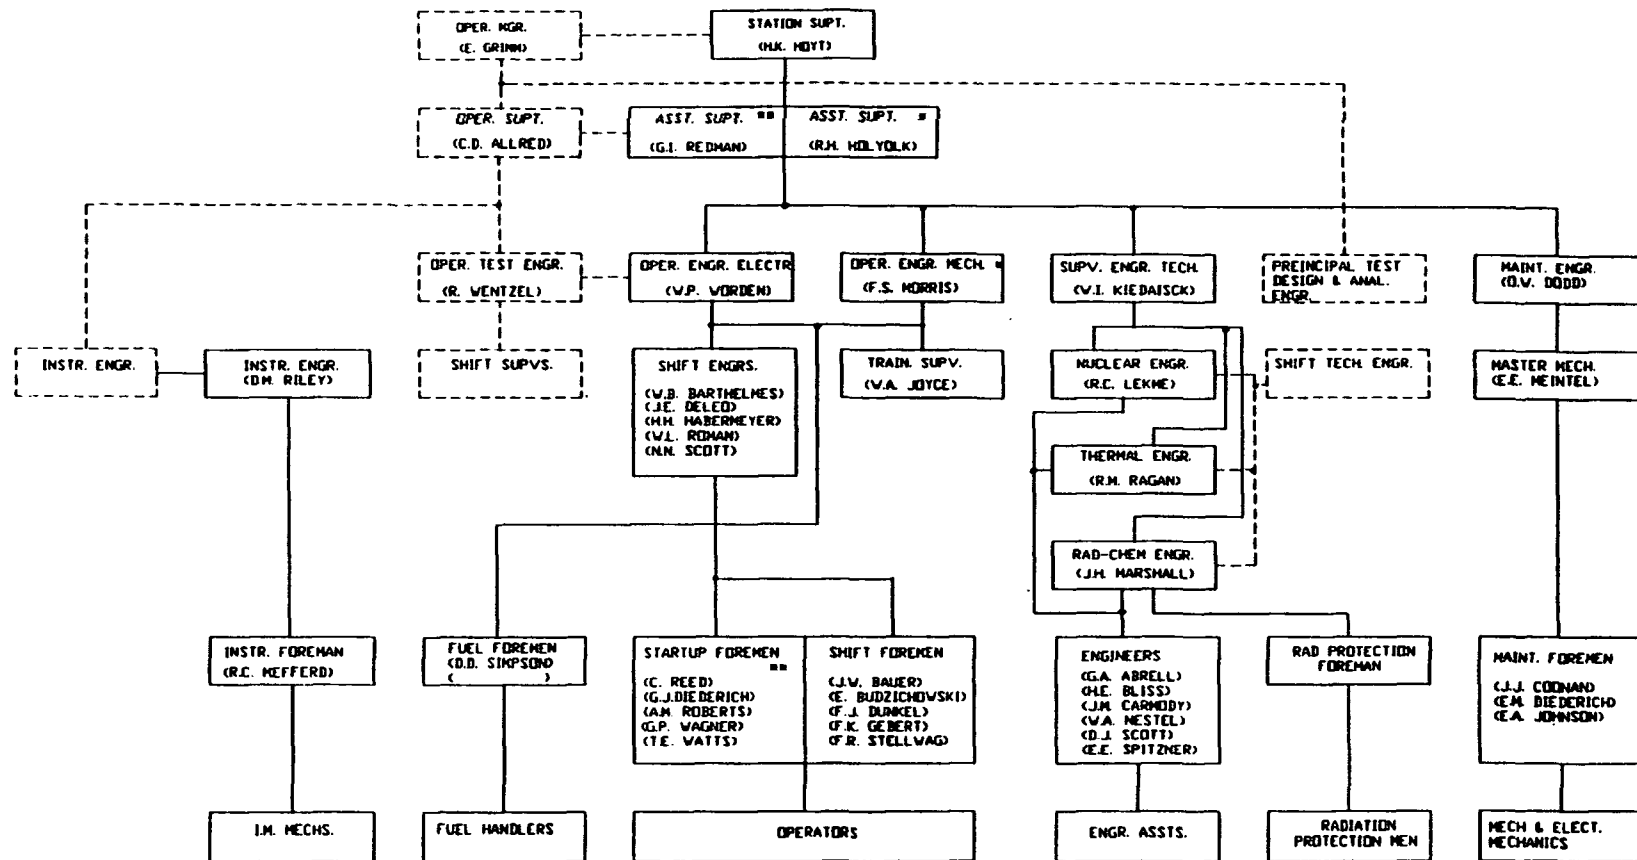 OPER. MGR.
(E. GRIMM)
STATION SUPT.
(H.K. HOYT)
OPER. SUPT.
(C.D. ALLRED)
ASST. SUPT. **
(G.I. REDMAN)
ASST. SUPT. *
(R.H. HOLYOLK)
OPER. TEST ENGR.
(R. WENTZEL)
OPER. ENGR. ELECTR
(W.P. WORDEN)
OPER. ENGR. MECH. *
(F.S. MORRIS)
SUPV. ENGR. TECH.
(W.I. KIEDAISCK)
PREINCIPAL TEST
DESIGN & ANAL.
ENGR.
MAINT. ENGR.
(O.W. DODD)
INSTR. ENGR.
INSTR. ENGR.
(D.M. RILEY)
SHIFT SUPVS.
SHIFT ENGRS.
(W.B. BARTHELMES)
(J.E. DELEO)
(H.H. HABERMEYER)
(W.L. ROMAN)
(N.N. SCOTT)
TRAIN. SUPV.
(W.A. JOYCE)
NUCLEAR ENGR.
(R.C. LEKME)
SHIFT TECH. ENGR.
MASTER MECH.
(E.E. MEINTEL)
THERMAL ENGR.
(R.M. RAGAN)
RAD-CHEM ENGR.
(J.H. MARSHALL)
INSTR. FOREMAN
(R.C. MEFFERD)
FUEL FOREMEN
(D.D. SIMPSON)
( )
STARTUP FOREMEN
**
(C. REED)
(G.J.DIEDERICH)
(A.M. ROBERTS)
(G.P. WAGNER)
(T.E. WATTS)
SHIFT FOREMEN
(J.W. BAUER)
(E. BUDZICHOWSKI)
(F.J. DUNKEL)
(F.K. GEBERT)
(F.R. STELLWAG)
ENGINEERS
(G.A. ABRELL)
(H.E. BLISS)
(J.M. CARMODY)
(W.A. NESTEL)
(D.J. SCOTT)
(E.E. SPITZNER)
RAD PROTECTION
FOREMAN
MAINT. FOREMEN
(J.J. COONAN)
(E.M. DIEDERICH)
(E.A. JOHNSON)
I.M. MECHS.
FUEL HANDLERS
OPERATORS
ENGR. ASSTS.
RADIATION
PROTECTION MEN
MECH & ELECT.
MECHANICS